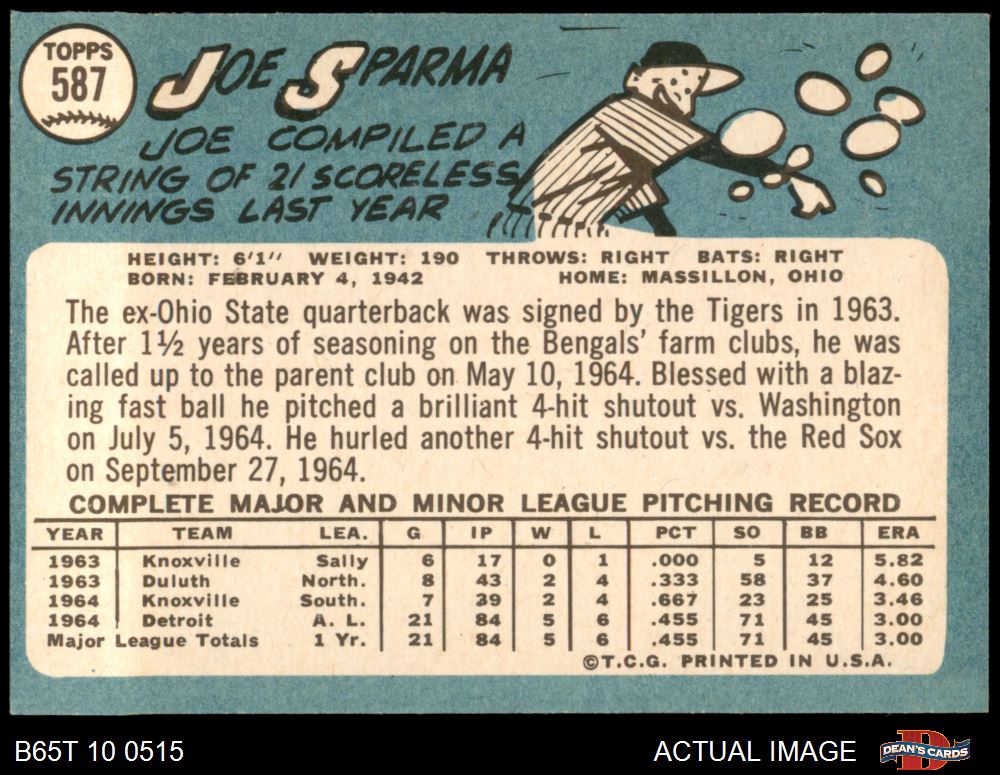 TOPPS
587
JOE SPARMA
JOE COMPILED A
STRING OF 21 SCORELESS
INNINGS LAST YEAR
HEIGHT: 6'1" WEIGHT: 190 THROWS: RIGHT BATS: RIGHT
BORN: FEBRUARY 4, 1942 HOME: MASSILLON, OHIO
The ex-Ohio State quarterback was signed by the Tigers in 1963.
After 1½ years of seasoning on the Bengals' farm clubs, he was
called up to the parent club on May 10, 1964. Blessed with a blaz-
ing fast ball he pitched a brilliant 4-hit shutout vs. Washington
on July 5, 1964. He hurled another 4-hit shutout vs. the Red Sox
on September 27, 1964.
COMPLETE MAJOR AND MINOR LEAGUE PITCHING RECORD
YEAR TEAM LEA. G IP W L PCT SO BB ERA
1963 Knoxville Sally 6 17 0 1 .000 5 12 5.82
1963 Duluth North. 8 43 2 4 .333 58 37 4.60
1964 Knoxville South. 7 39 2 4 .667 23 25 3.46
1964 Detroit A. L. 21 84 5 6 .455 71 45 3.00
Major League Totals 1 Yr. 21 84 5 6 .455 71 45 3.00
©T.C.G. PRINTED IN U.S.A.
B65T 10 0515 ACTUAL IMAGE DEAN'S CARDS